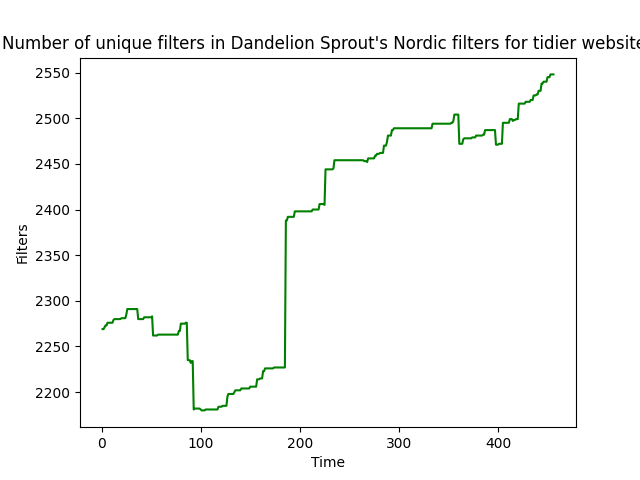 Number of unique filters in Dandelion Sprout's Nordic filters for tidier website
2550
2500
2450
2400
2350
2300
2250
2200
Filters
0 100 200 300 400
Time